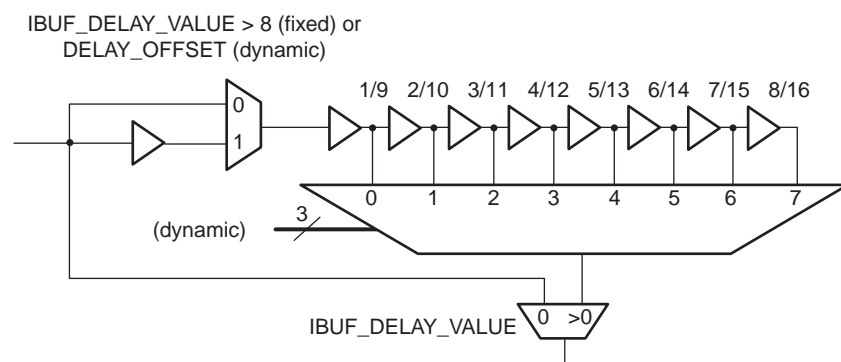 IBUF_DELAY_VALUE > 8 (fixed) or
DELAY_OFFSET (dynamic)
1/9 2/10 3/11 4/12 5/13 6/14 7/15 8/16
0
1
0 1 2 3 4 5 6 7
3
(dynamic)
0 >0
IBUF_DELAY_VALUE